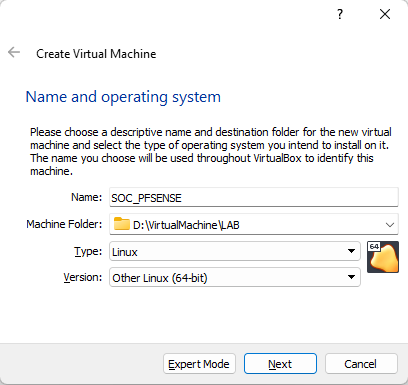 ?
Create Virtual Machine
Name and operating system
Please choose a descriptive name and destination folder for the new virtual
machine and select the type of operating system you intend to install on it.
The name you choose will be used throughout VirtualBox to identify this
machine.
Name: SOC_PFSENSE
Machine Folder: D:\VirtualMachine\LAB
Type: Linux
64
Version: Other Linux (64-bit)
Expert Mode Next Cancel